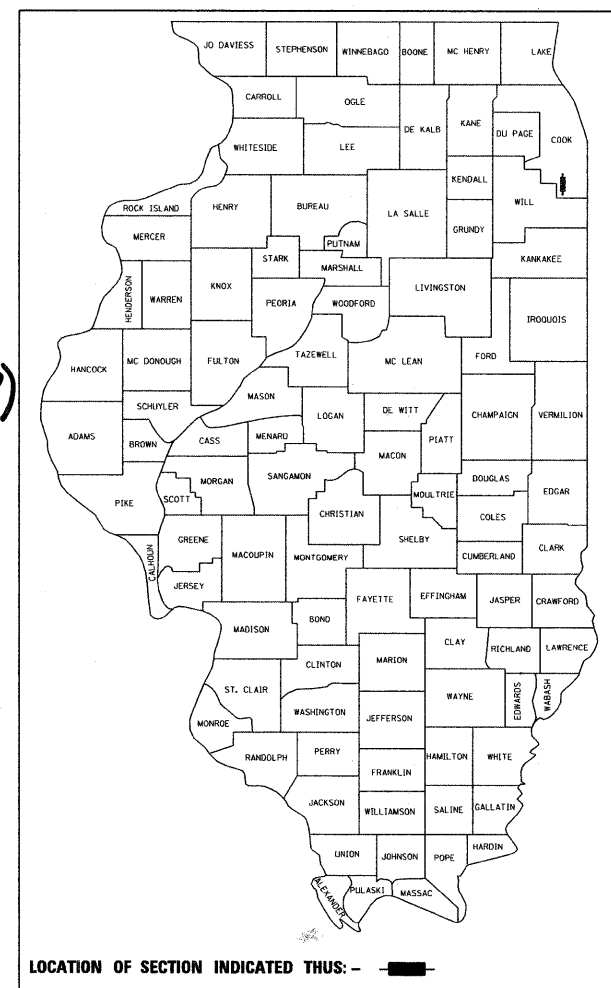 JO DAVIESS STEPHENSON WINNEBAGO BOONE MC HENRY LAKE
CARROLL OGLE DE KALB KANE DU PAGE COOK
WHITESIDE LEE
KENDALL WILL
ROCK ISLAND HENRY BUREAU LA SALLE
MERCER PUTNAM GRUNDY
STARK MARSHALL KANKAKEE
HENDERSON WARREN KNOX PEORIA WOODFORD LIVINGSTON IROQUOIS
HANCOCK MC DONOUGH FULTON TAZEWELL MC LEAN FORD
SCHUYLER MASON LOGAN DE WITT CHAMPAIGN VERMILION
ADAMS BROWN CASS MENARD MACON PIATT
MORGAN SANGAMON DOUGLAS EDGAR
PIKE SCOTT CHRISTIAN MOULTRIE COLES
CALHOUN GREENE MACOUPIN MONTGOMERY SHELBY CUMBERLAND CLARK
JERSEY FAYETTE EFFINGHAM JASPER CRAWFORD
MADISON BOND CLAY RICHLAND LAWRENCE
CLINTON MARION
ST. CLAIR WAYNE EDWARDS WABASH
MONROE WASHINGTON JEFFERSON
RANDOLPH PERRY HAMILTON WHITE
FRANKLIN
JACKSON WILLIAMSON SALINE GALLATIN
UNION JOHNSON POPE HARDIN
ALEXANDER PULASKI MASSAC
LOCATION OF SECTION INDICATED THUS: -